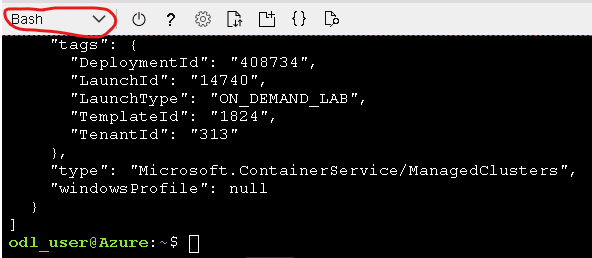 Bash
"tags": {
"DeploymentId": "408734",
"LaunchId": "14740",
"LaunchType": "ON_DEMAND_LAB",
"TemplateId": "1824",
"TenantId": "313"
},
"type": "Microsoft.ContainerService/ManagedClusters",
"windowsProfile": null
}
]
odl_user@Azure:~$